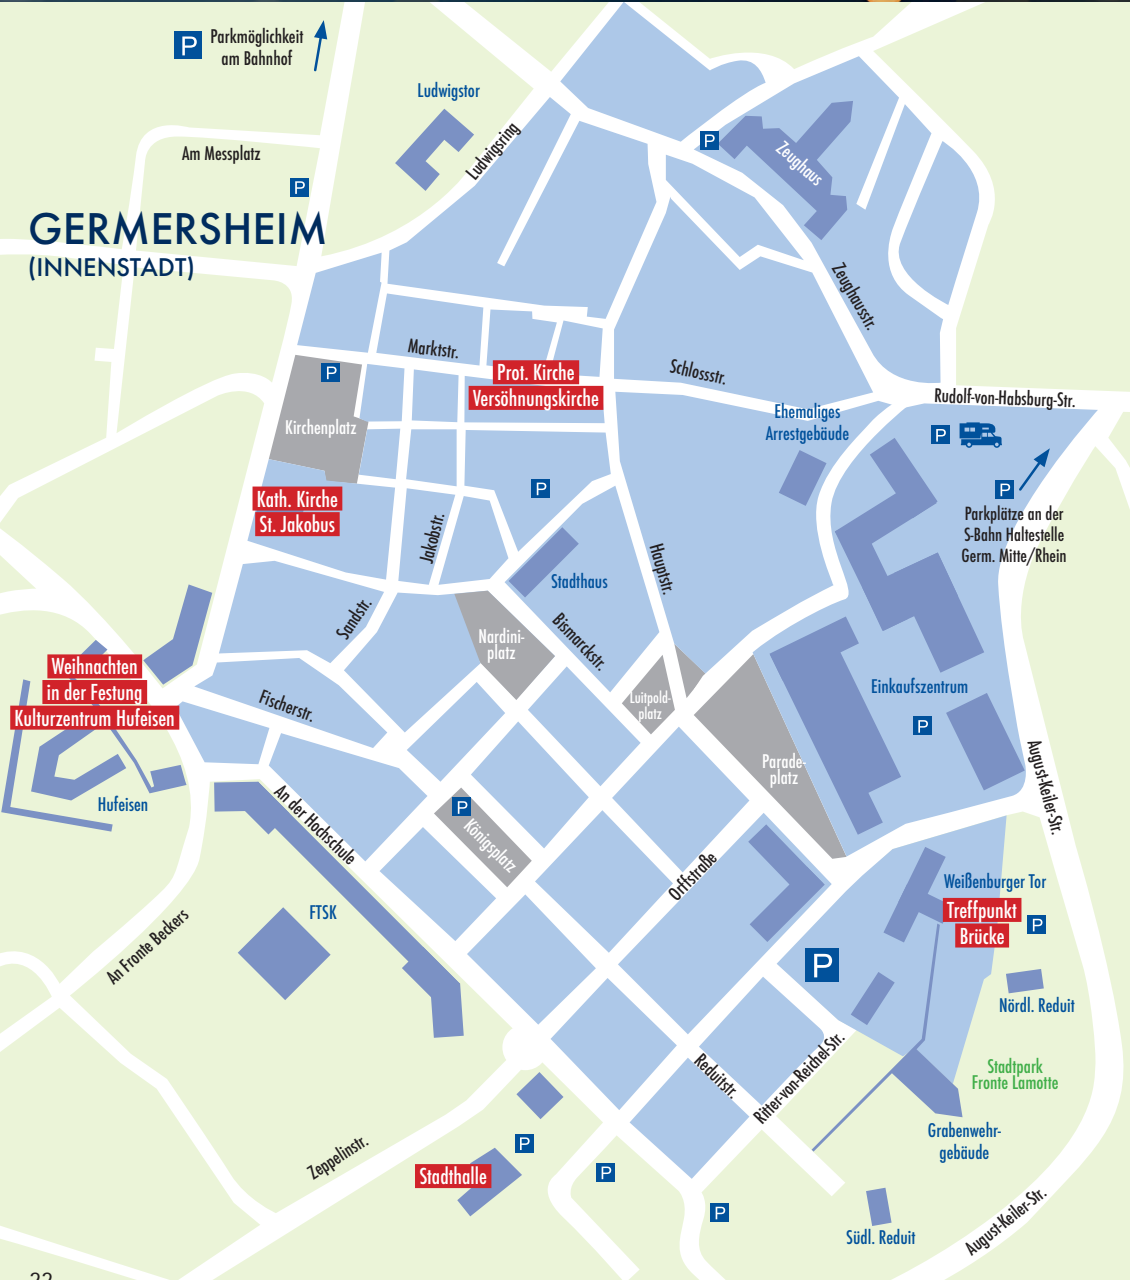 P Parkmöglichkeit
am Bahnhof
Ludwigstor
Ludwigsring
Am Messplatz
P
P
Zeughaus
GERMERSHEIM
(INNENSTADT)
Zeughausstr.
Marktstr.
P
Prot. Kirche
Versöhnungskirche
Schlossstr.
Rudolf-von-Habsburg-Str.
Ehemaliges
Arrestgebäude
Kirchenplatz
P
Kath. Kirche
St. Jakobus
P
P
Parkplätze an der
S-Bahn Haltestelle
Germ. Mitte/Rhein
Jakobstr.
Hauptstr.
Stadthaus
Sandstr.
Bismarckstr.
Nardini-
platz
Weihnachten
in der Festung
Kulturzentrum Hufeisen
Fischerstr.
Luitpold-
platz
Einkaufszentrum
P
Parade-
platz
August-Keiler-Str.
Hufeisen
An der Hochschule
P
Königsplatz
Orffstraße
Weißenburger Tor
Treffpunkt
Brücke
P
FTSK
An Fronte Beckers
P
Nördl. Reduit
Reduitstr.
Ritter-von-Reichel-Str.
Stadtpark
Fronte Lamotte
Grabenwehr-
gebäude
Zeppelinstr.
P
Stadthalle
P
P
Südl. Reduit
August-Keiler-Str.
22